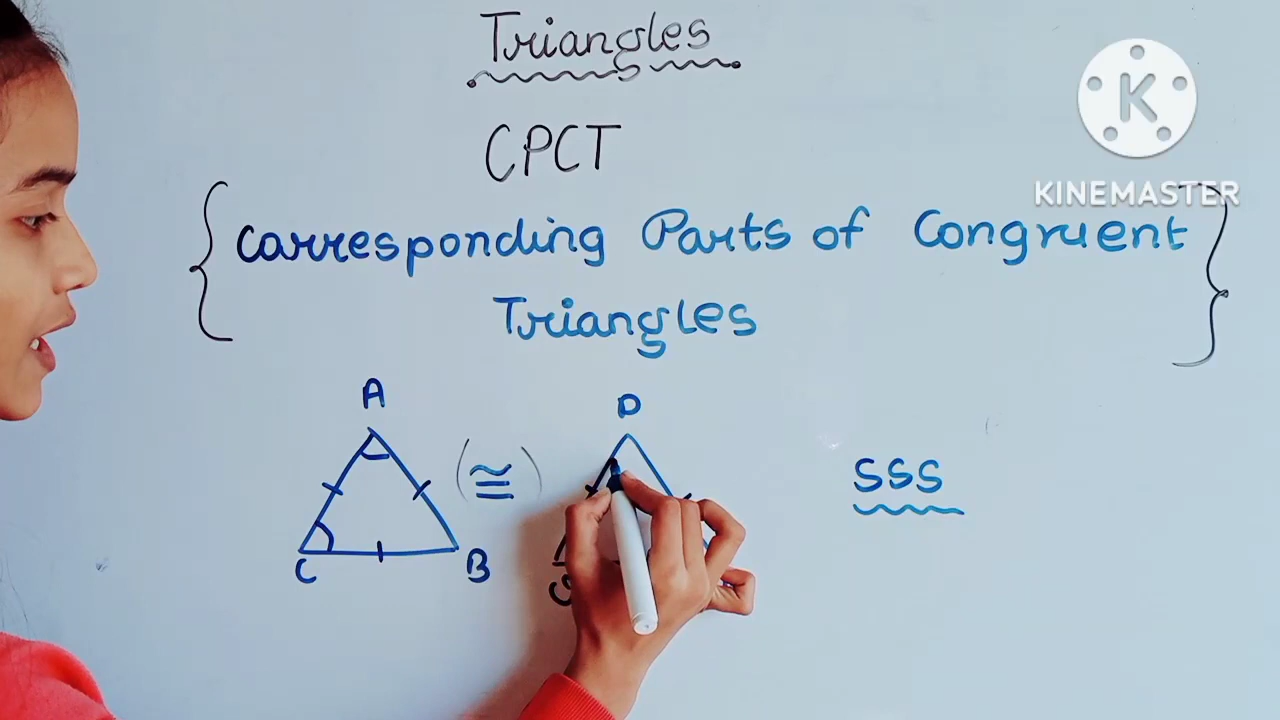 Triangles
CPCT
Corresponding Parts of Congruent
Triangles
A
D
(≅)
SSS
C
B
K
KINEMASTER